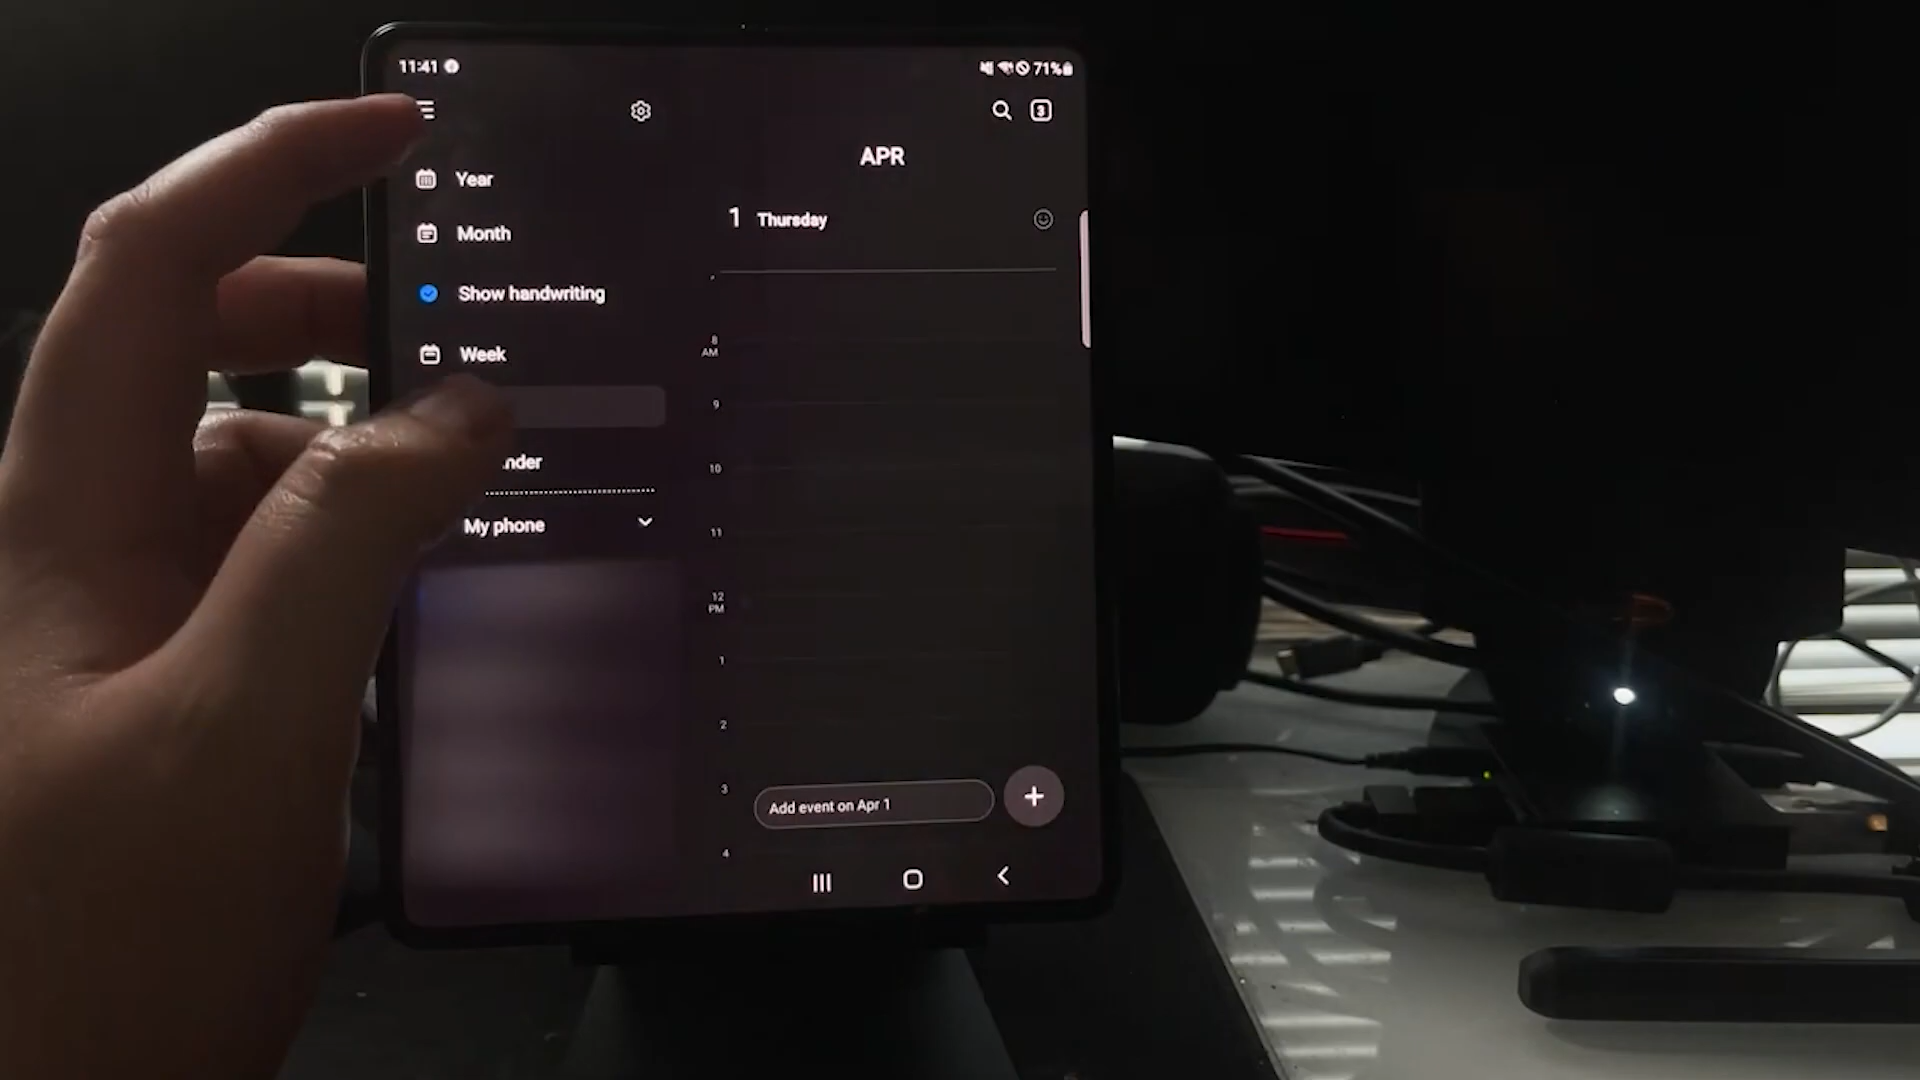 11:41
71%
3
APR
Year
1 Thursday
Month
Show handwriting
Week
8
AM
9
10
nder
11
My phone
12
PM
1
2
3
Add event on Apr 1
+
4